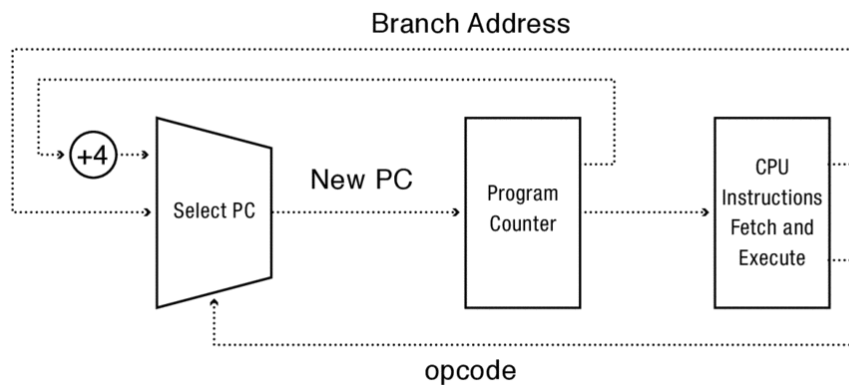 Branch Address
+4
Select PC
New PC
Program
Counter
CPU
Instructions
Fetch and
Execute
opcode